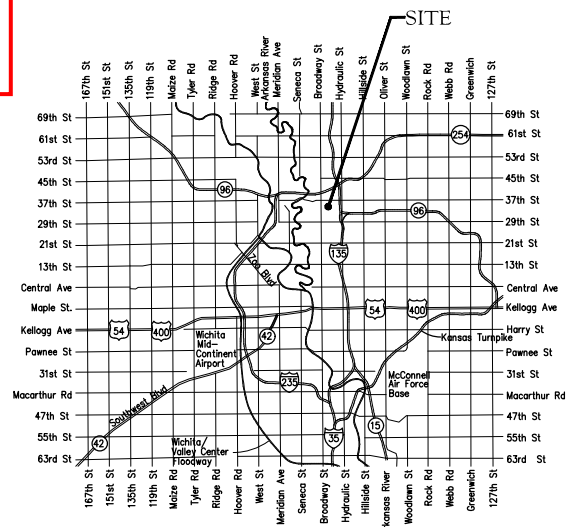 SITE
167th St
151st St
135th St
119th St
Maize Rd
Tyler Rd
Ridge Rd
Hoover Rd
West St
Arkansas River
Meridian Ave
Seneca St
Broadway St
Hydraulic St
Hillside St
Oliver St
Woodlawn St
Rock Rd
Webb Rd
Greenwich
127th St
69th St
61st St
53rd St
45th St
37th St
29th St
21st St
13th St
Central Ave
Maple St.
Kellogg Ave
Pawnee St
31st St
Macarthur Rd
47th St
55th St
63rd St
69th St
61st St
53rd St
45th St
37th St
29th St
21st St
13th St
Central Ave
Kellogg Ave
Harry St
Pawnee St
31st St
Macarthur Rd
47th St
55th St
63rd St
254
96
96
135
Zoo Blvd
54
400
54
400
42
Wichita
Mid-
Continent
Airport
Kansas Turnpike
235
McConnell
Air Force
Base
Southwest Blvd
15
35
42
Wichita/
Valley Center
Floodway
167th St
151st St
135th St
119th St
Maize Rd
Tyler Rd
Ridge Rd
Hoover Rd
West St
Meridian Ave
Seneca St
Broadway St
Hydraulic St
Hillside St
kansas River
Woodlawn St
Rock Rd
Webb Rd
Greenwich
127th St